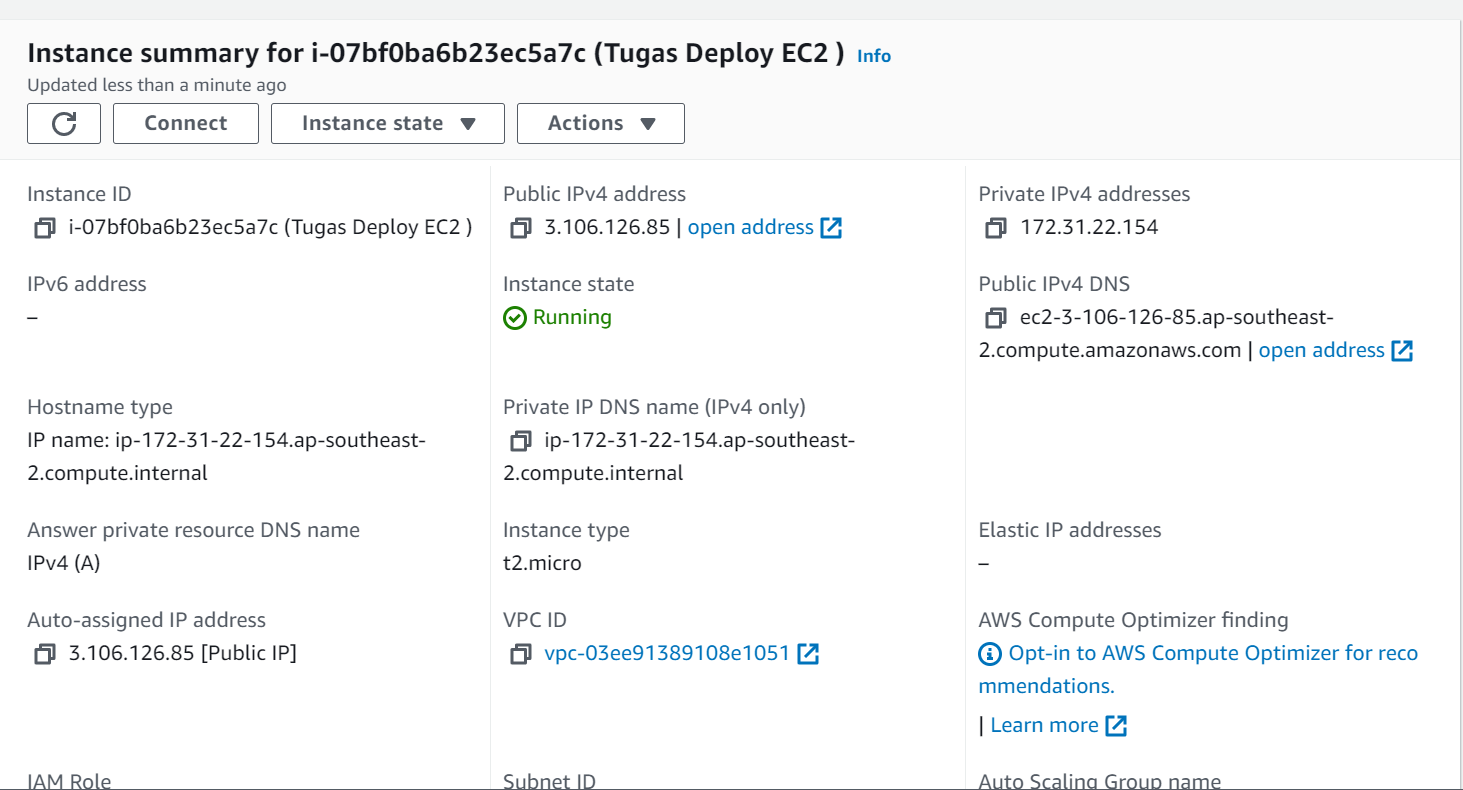 Instance summary for i-07bf0ba6b23ec5a7c (Tugas Deploy EC2 ) Info
Updated less than a minute ago
Connect
Instance state
Actions
Instance ID
i-07bf0ba6b23ec5a7c (Tugas Deploy EC2 )
Public IPv4 address
3.106.126.85 | open address
Private IPv4 addresses
172.31.22.154
IPv6 address
–
Instance state
Running
Public IPv4 DNS
ec2-3-106-126-85.ap-southeast-
2.compute.amazonaws.com | open address
Hostname type
IP name: ip-172-31-22-154.ap-southeast-
2.compute.internal
Private IP DNS name (IPv4 only)
ip-172-31-22-154.ap-southeast-
2.compute.internal
Answer private resource DNS name
IPv4 (A)
Instance type
t2.micro
Elastic IP addresses
–
Auto-assigned IP address
3.106.126.85 [Public IP]
VPC ID
vpc-03ee91389108e1051
AWS Compute Optimizer finding
Opt-in to AWS Compute Optimizer for reco
mmendations.
| Learn more
IAM Role
Subnet ID
Auto Scaling Group name